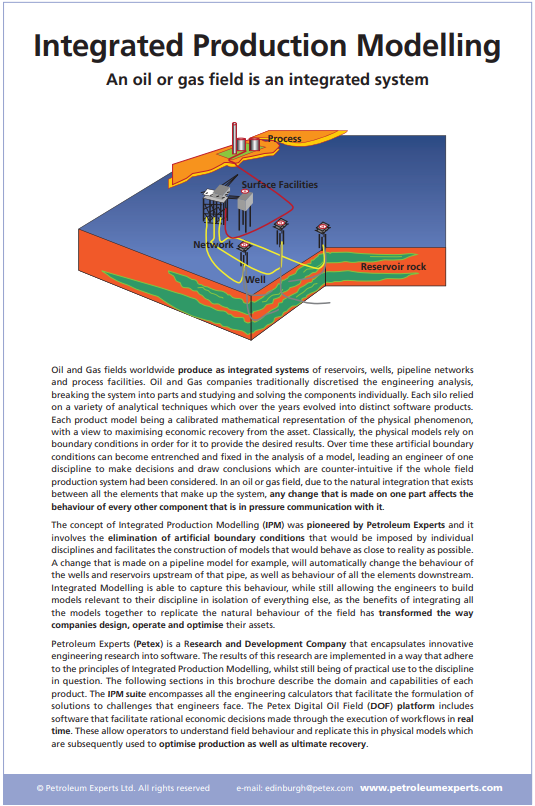 Integrated Production Modelling
An oil or gas field is an integrated system
Process
Surface Facilities
Network
Well
Reservoir rock
Oil and Gas fields worldwide produce as integrated systems of reservoirs, wells, pipeline networks
and process facilities. Oil and Gas companies traditionally discretised the engineering analysis,
breaking the system into parts and studying and solving the components individually. Each silo relied
on a variety of analytical techniques which over the years evolved into distinct software products.
Each product model being a calibrated mathematical representation of the physical phenomenon,
with a view to maximising economic recovery from the asset. Classically, the physical models rely on
boundary conditions in order for it to provide the desired results. Over time these artificial boundary
conditions can become entrenched and fixed in the analysis of a model, leading an engineer of one
discipline to make decisions and draw conclusions which are counter-intuitive if the whole field
production system had been considered. In an oil or gas field, due to the natural integration that exists
between all the elements that make up the system, any change that is made on one part affects the
behaviour of every other component that is in pressure communication with it.
The concept of Integrated Production Modelling (IPM) was pioneered by Petroleum Experts and it
involves the elimination of artificial boundary conditions that would be imposed by individual
disciplines and facilitates the construction of models that would behave as close to reality as possible.
A change that is made on a pipeline model for example, will automatically change the behaviour of
the wells and reservoirs upstream of that pipe, as well as behaviour of all the elements downstream.
Integrated Modelling is able to capture this behaviour, while still allowing the engineers to build
models relevant to their discipline in isolation of everything else, as the benefits of integrating all
the models together to replicate the natural behaviour of the field has transformed the way
companies design, operate and optimise their assets.
Petroleum Experts (Petex) is a Research and Development Company that encapsulates innovative
engineering research into software. The results of this research are implemented in a way that adhere
to the principles of Integrated Production Modelling, whilst still being of practical use to the discipline
in question. The following sections in this brochure describe the domain and capabilities of each
product. The IPM suite encompasses all the engineering calculators that facilitate the formulation of
solutions to challenges that engineers face. The Petex Digital Oil Field (DOF) platform includes
software that facilitate rational economic decisions made through the execution of workflows in real
time. These allow operators to understand field behaviour and replicate this in physical models which
are subsequently used to optimise production as well as ultimate recovery.
© Petroleum Experts Ltd. All rights reserved e-mail: edinburgh@petex.com www.petroleumexperts.com